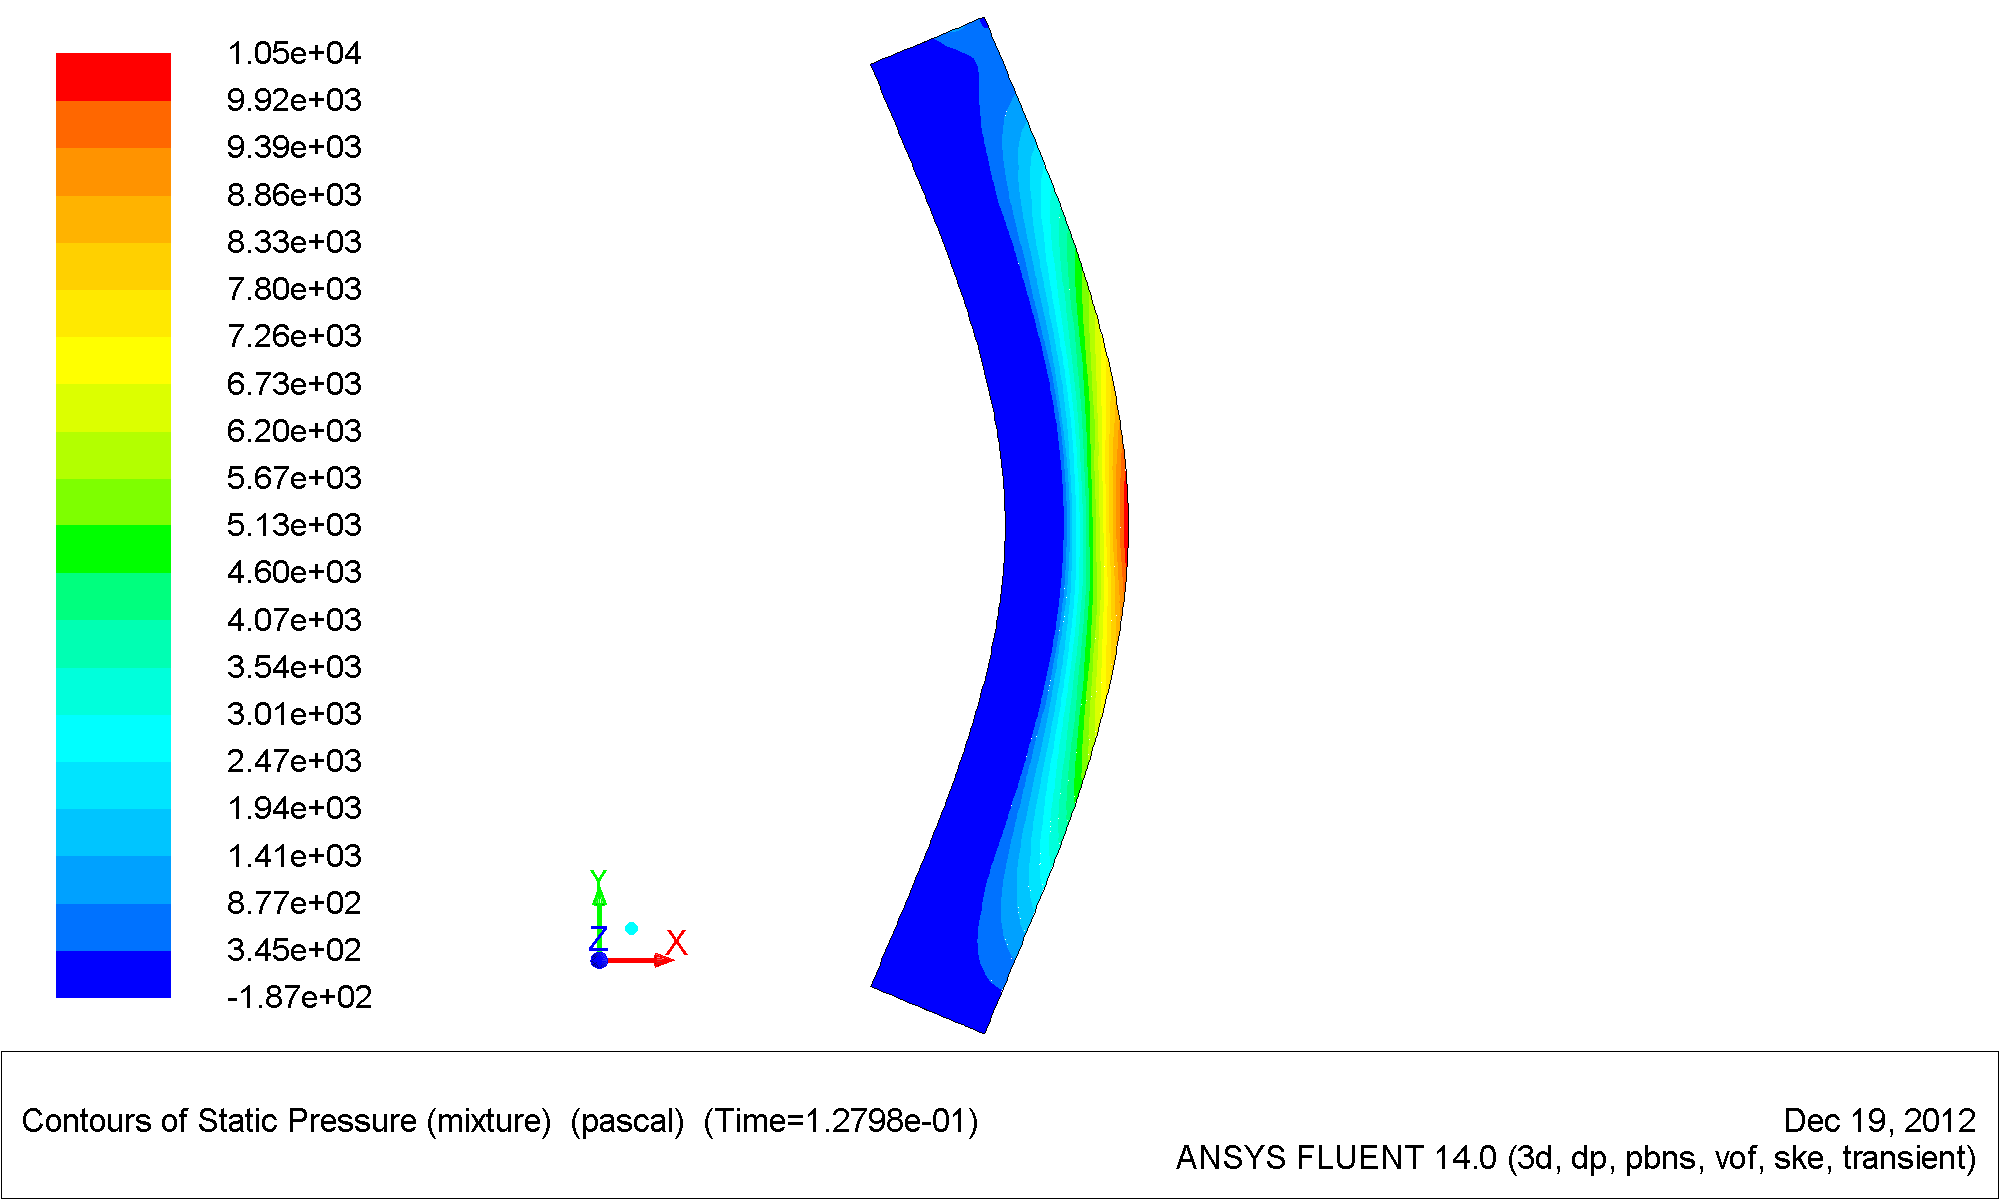 1.05e+04
9.92e+03
9.39e+03
8.86e+03
8.33e+03
7.80e+03
7.26e+03
6.73e+03
6.20e+03
5.67e+03
5.13e+03
4.60e+03
4.07e+03
3.54e+03
3.01e+03
2.47e+03
1.94e+03
1.41e+03
8.77e+02
3.45e+02
-1.87e+02
Y
Z
X
Contours of Static Pressure (mixture)  (pascal)  (Time=1.2798e-01)
Dec 19, 2012
ANSYS FLUENT 14.0 (3d, dp, pbns, vof, ske, transient)